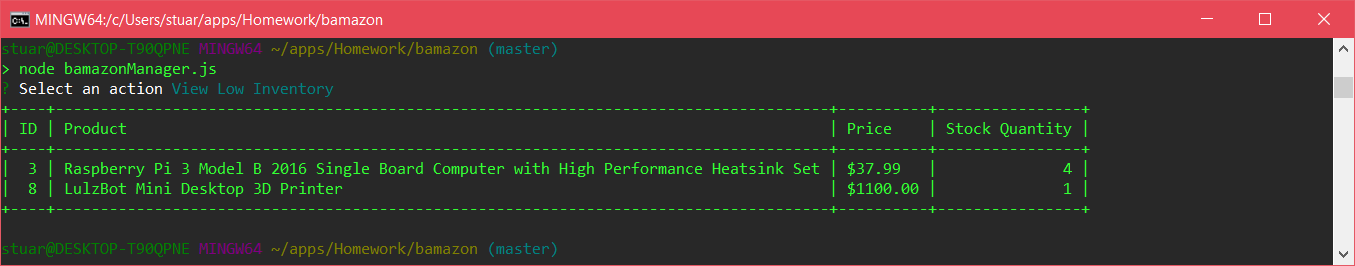 MINGW64:/c/Users/stuar/apps/Homework/bamazon
stuar@DESKTOP-T90QPNE MINGW64 ~/apps/Homework/bamazon (master)
> node bamazonManager.js
? Select an action View Low Inventory
+----+--------------------------------------------------------------------------------------+----------+----------------+
| ID | Product                                                                              | Price    | Stock Quantity |
+----+--------------------------------------------------------------------------------------+----------+----------------+
|  3 | Raspberry Pi 3 Model B 2016 Single Board Computer with High Performance Heatsink Set | $37.99   |              4 |
|  8 | LulzBot Mini Desktop 3D Printer                                                      | $1100.00 |              1 |
+----+--------------------------------------------------------------------------------------+----------+----------------+
stuar@DESKTOP-T90QPNE MINGW64 ~/apps/Homework/bamazon (master)